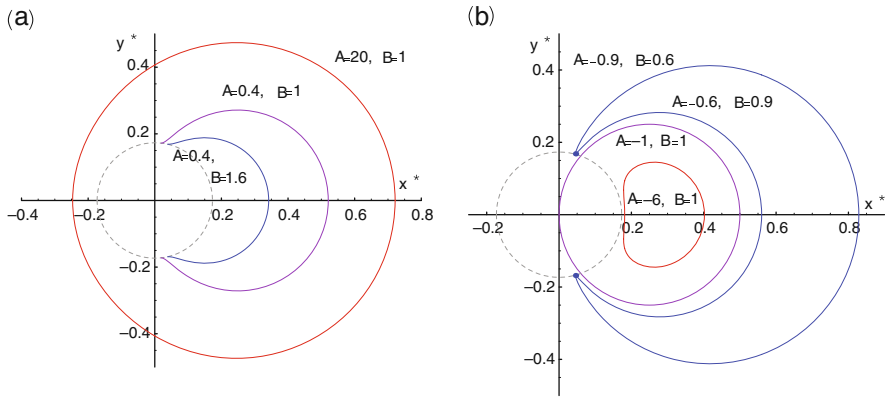 (a)
y *
0.4
A=20, B=1
A=0.4, B=1
0.2
A=0.4,
B=1.6
x *
−0.4 −0.2 0.2 0.4 0.6 0.8
−0.2
−0.4
(b)
y *
0.4
A=−0.9, B=0.6
A=−0.6, B=0.9
0.2
A=−1, B=1
A=−6, B=1
x *
−0.2 0.2 0.4 0.6 0.8
−0.2
−0.4